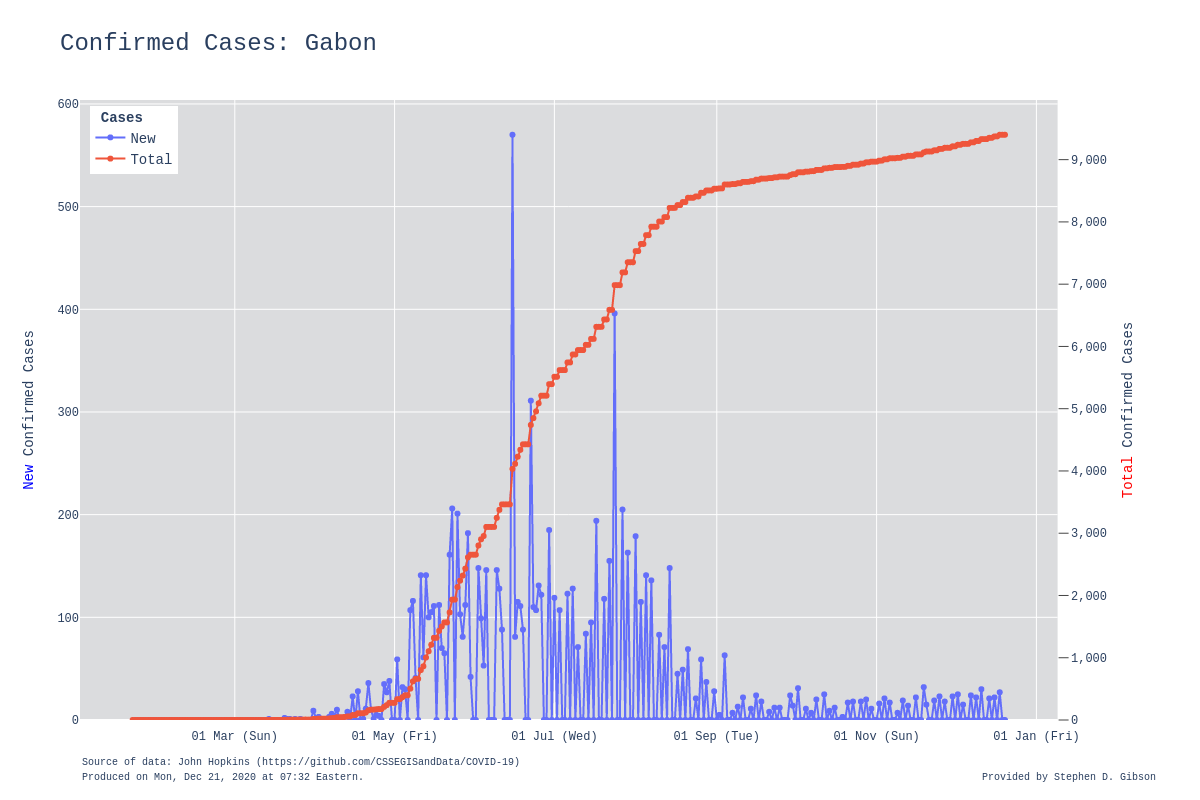 Confirmed Cases: Gabon
Cases
New
Total
600
500
400
300
200
100
0
9,000
8,000
7,000
6,000
5,000
4,000
3,000
2,000
1,000
0
New Confirmed Cases
Total Confirmed Cases
01 Mar (Sun)
01 May (Fri)
01 Jul (Wed)
01 Sep (Tue)
01 Nov (Sun)
01 Jan (Fri)
Source of data: John Hopkins (https://github.com/CSSEGISandData/COVID-19)
Produced on Mon, Dec 21, 2020 at 07:32 Eastern.
Provided by Stephen D. Gibson